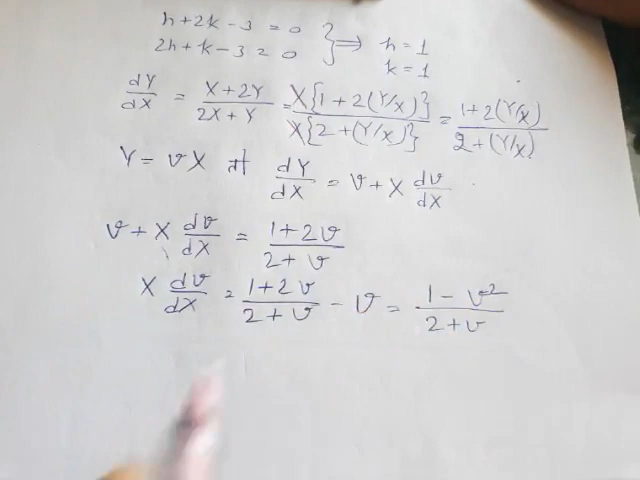 h+2k-3=0 } ⇒ h=1
2h+k-3=0 k=1
dY/dX = X+2Y/2X+Y = X{1+2(Y/X)}/X{2+(Y/X)} = 1+2(Y/X)/2+(Y/X)
Y=vX dY/dX = v+X dv/dX
v+X dv/dX = 1+2v/2+v
X dv/dX = 1+2v/2+v - v = 1-v²/2+v